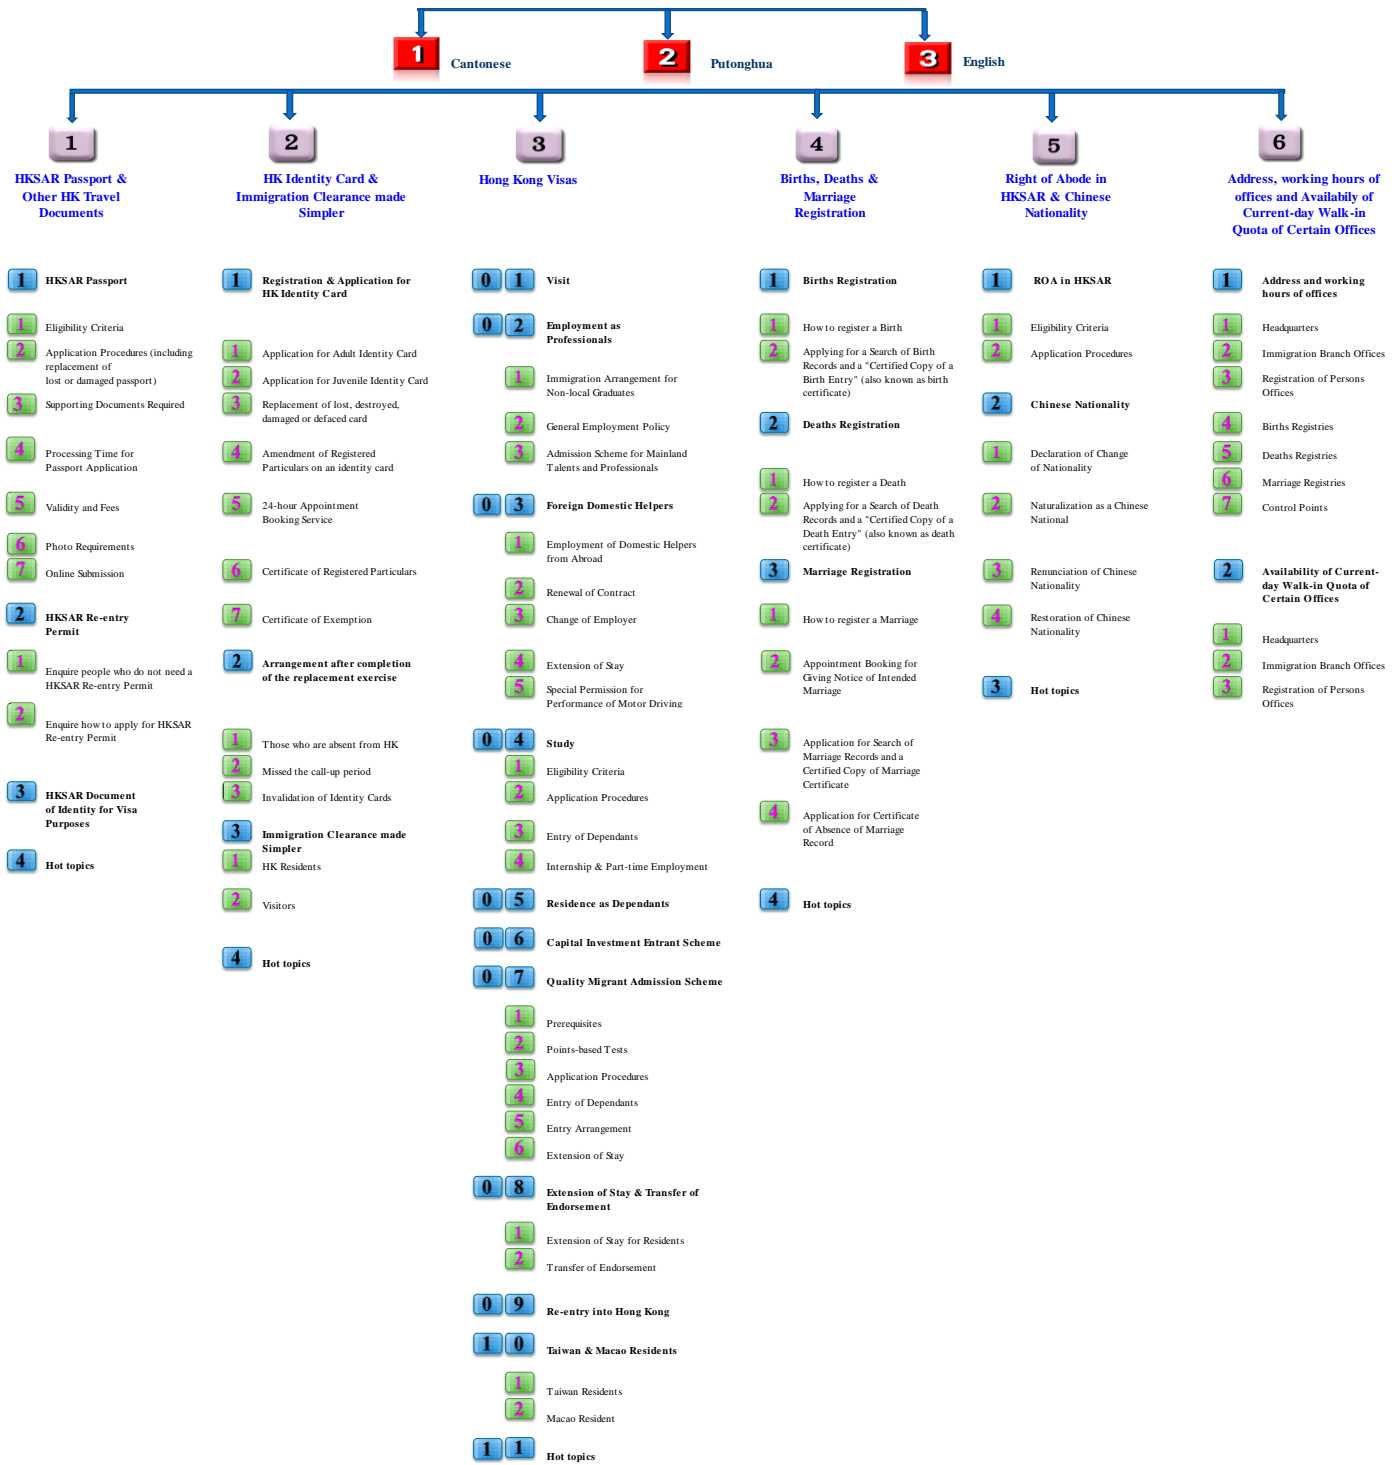 1 Cantonese
2 Putonghua
3 English
1
HKSAR Passport &
Other HK Travel
Documents
1 HKSAR Passport
1 Eligibility Criteria
2 Application Procedures (including
replacement of
lost or damaged passport)
3 Supporting Documents Required
4 Processing Time for
Passport Application
5 Validity and Fees
6 Photo Requirements
7 Online Submission
2 HKSAR Re-entry
Permit
1 Enquire people who do not need a
HKSAR Re-entry Permit
2 Enquire how to apply for HKSAR
Re-entry Permit
3 HKSAR Document
of Identity for Visa
Purposes
4 Hot topics
2
HK Identity Card &
Immigration Clearance made
Simpler
1 Registration & Application for
HK Identity Card
1 Application for Adult Identity Card
2 Application for Juvenile Identity Card
3 Replacement of lost, destroyed,
damaged or defaced card
4 Amendment of Registered
Particulars on an identity card
5 24-hour Appointment
Booking Service
6 Certificate of Registered Particulars
7 Certificate of Exemption
2 Arrangement after completion
of the replacement exercise
1 Those who are absent from HK
2 Missed the call-up period
3 Invalidation of Identity Cards
3 Immigration Clearance made
Simpler
1 HK Residents
2 Visitors
4 Hot topics
3
Hong Kong Visas
0 1 Visit
0 2 Employment as
Professionals
1 Immigration Arrangement for
Non-local Graduates
2 General Employment Policy
3 Admission Scheme for Mainland
Talents and Professionals
0 3 Foreign Domestic Helpers
1 Employment of Domestic Helpers
from Abroad
2 Renewal of Contract
3 Change of Employer
4 Extension of Stay
5 Special Permission for
Performance of Motor Driving
0 4 Study
1 Eligibility Criteria
2 Application Procedures
3 Entry of Dependants
4 Internship & Part-time Employment
0 5 Residence as Dependants
0 6 Capital Investment Entrant Scheme
0 7 Quality Migrant Admission Scheme
1 Prerequisites
2 Points-based Tests
3 Application Procedures
4 Entry of Dependants
5 Entry Arrangement
6 Extension of Stay
0 8 Extension of Stay & Transfer of
Endorsement
1 Extension of Stay for Residents
2 Transfer of Endorsement
0 9 Re-entry into Hong Kong
1 0 Taiwan & Macao Residents
1 Taiwan Residents
2 Macao Resident
1 1 Hot topics
4
Births, Deaths &
Marriage
Registration
1 Births Registration
1 How to register a Birth
2 Applying for a Search of Birth
Records and a "Certified Copy of a
Birth Entry" (also known as birth
certificate)
2 Deaths Registration
1 How to register a Death
2 Applying for a Search of Death
Records and a "Certified Copy of a
Death Entry" (also known as death
certificate)
3 Marriage Registration
1 How to register a Marriage
2 Appointment Booking for
Giving Notice of Intended
Marriage
3 Application for Search of
Marriage Records and a
Certified Copy of Marriage
Certificate
4 Application for Certificate
of Absence of Marriage
Record
4 Hot topics
5
Right of Abode in
HKSAR & Chinese
Nationality
1 ROA in HKSAR
1 Eligibility Criteria
2 Application Procedures
2 Chinese Nationality
1 Declaration of Change
of Nationality
2 Naturalization as a Chinese
National
3 Renunciation of Chinese
Nationality
4 Restoration of Chinese
Nationality
3 Hot topics
6
Address, working hours of
offices and Availabily of
Current-day Walk-in
Quota of Certain Offices
1 Address and working
hours of offices
1 Headquarters
2 Immigration Branch Offices
3 Registration of Persons
Offices
4 Births Registries
5 Deaths Registries
6 Marriage Registries
7 Control Points
2 Availability of Current-
day Walk-in Quota of
Certain Offices
1 Headquarters
2 Immigration Branch Offices
3 Registration of Persons
Offices